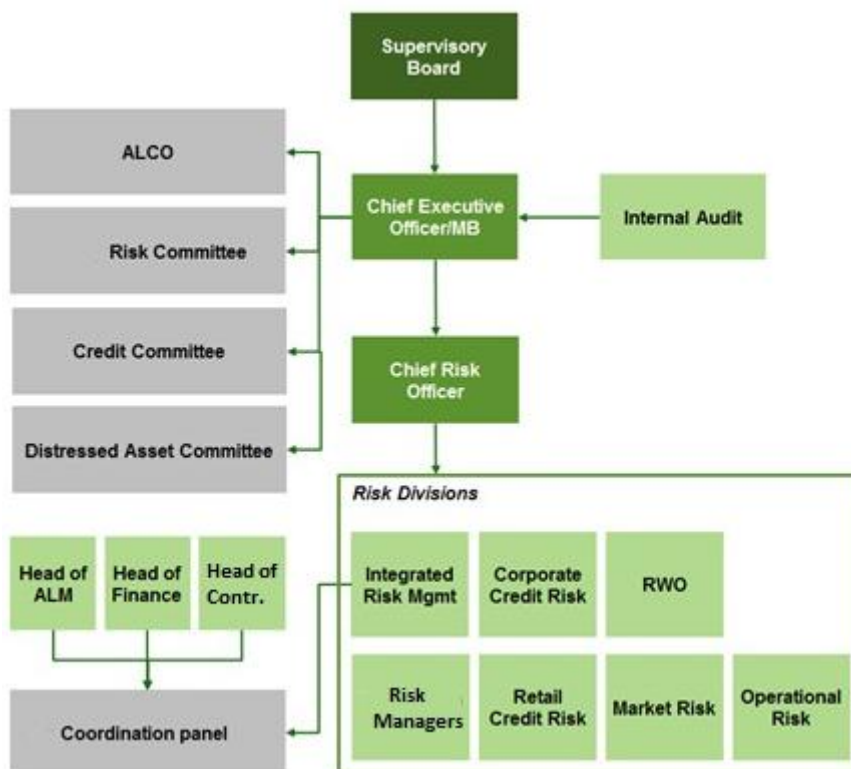 Supervisory
Board
ALCO
Chief Executive
Officer/MB
Internal Audit
Risk Committee
Credit Committee
Chief Risk
Officer
Distressed Asset Committee
Risk Divisions
Head of
ALM
Head of
Finance
Head of
Contr.
Integrated
Risk Mgmt
Corporate
Credit Risk
RWO
Risk
Managers
Retail
Credit Risk
Market Risk
Operational
Risk
Coordination panel